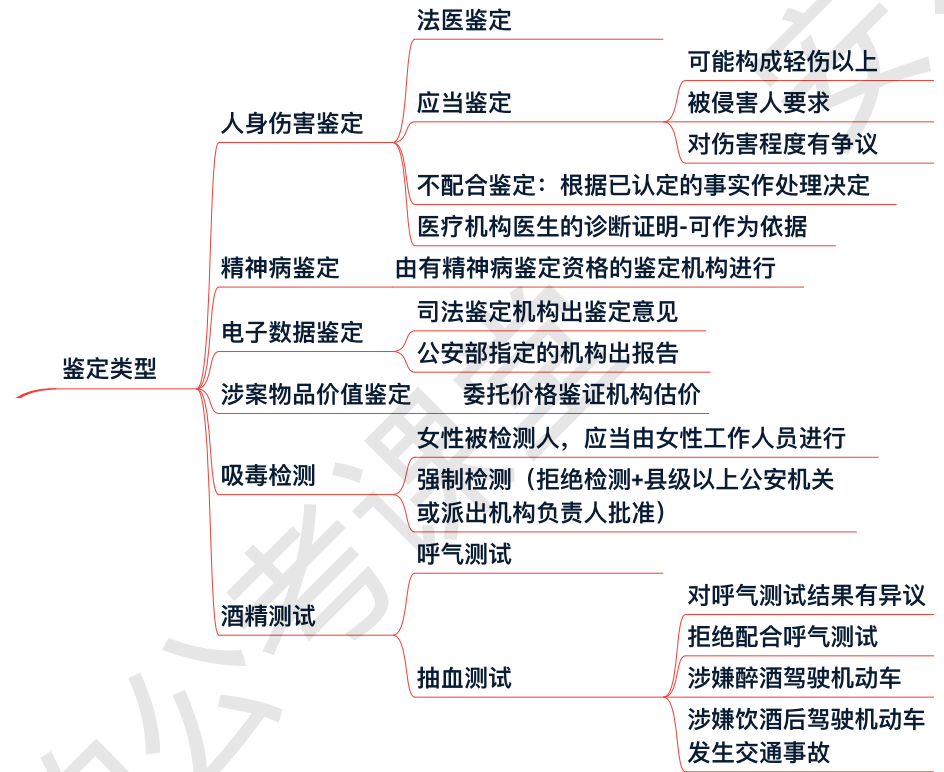 鉴定类型
人身伤害鉴定
法医鉴定
应当鉴定
可能构成轻伤以上
被侵害人要求
对伤害程度有争议
不配合鉴定：根据已认定的事实作处理决定
医疗机构医生的诊断证明-可作为依据
精神病鉴定
由有精神病鉴定资格的鉴定机构进行
电子数据鉴定
司法鉴定机构出鉴定意见
公安部指定的机构出报告
涉案物品价值鉴定
委托价格鉴证机构估价
吸毒检测
女性被检测人，应当由女性工作人员进行
强制检测（拒绝检测+县级以上公安机关
或派出机构负责人批准）
酒精测试
呼气测试
抽血测试
对呼气测试结果有异议
拒绝配合呼气测试
涉嫌醉酒驾驶机动车
涉嫌饮酒后驾驶机动车
发生交通事故
公考课堂